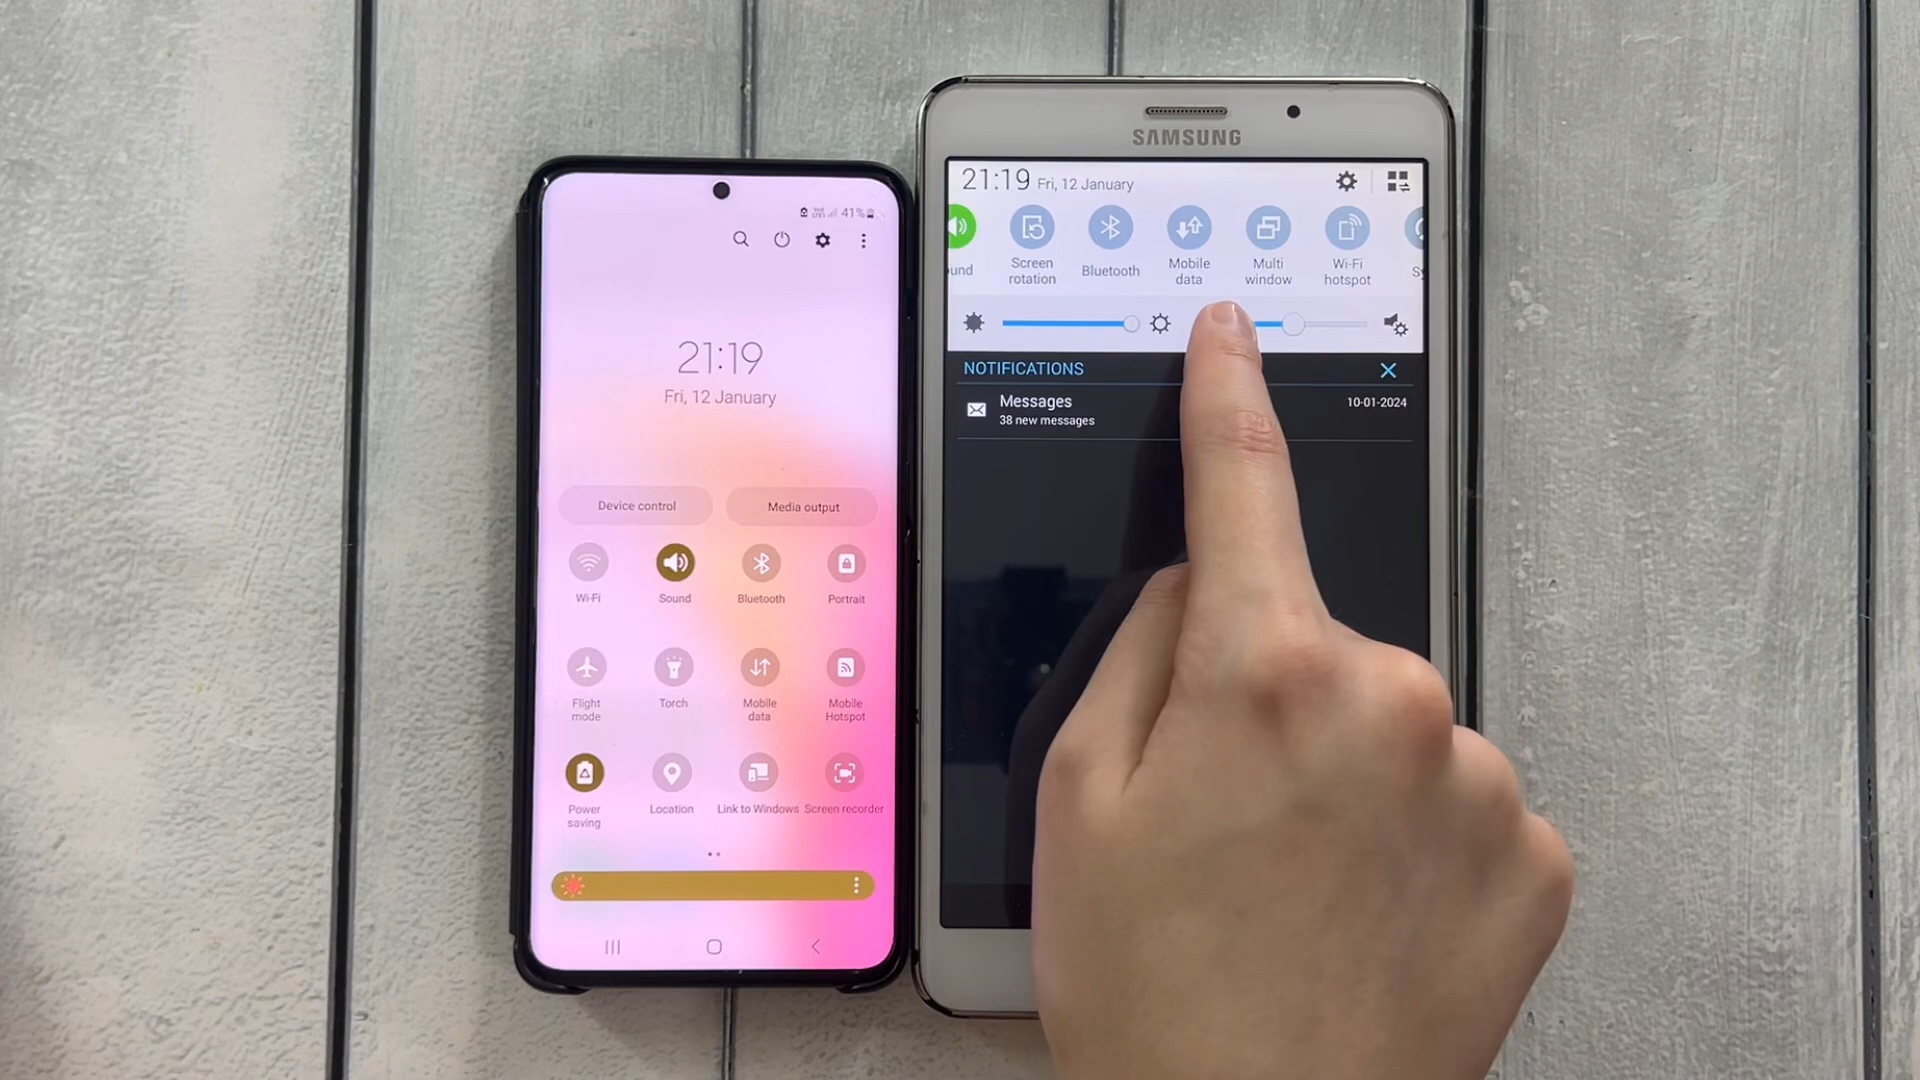 41%
21:19
Fri, 12 January
Device control
Media output
Wi-Fi
Sound
Bluetooth
Portrait
Flight
mode
Torch
Mobile
data
Mobile
Hotspot
Power
saving
Location
Link to Windows
Screen recorder
SAMSUNG
21:19 Fri, 12 January
und
Screen
rotation
Bluetooth
Mobile
data
Multi
window
Wi-Fi
hotspot
NOTIFICATIONS
Messages
10-01-2024
38 new messages